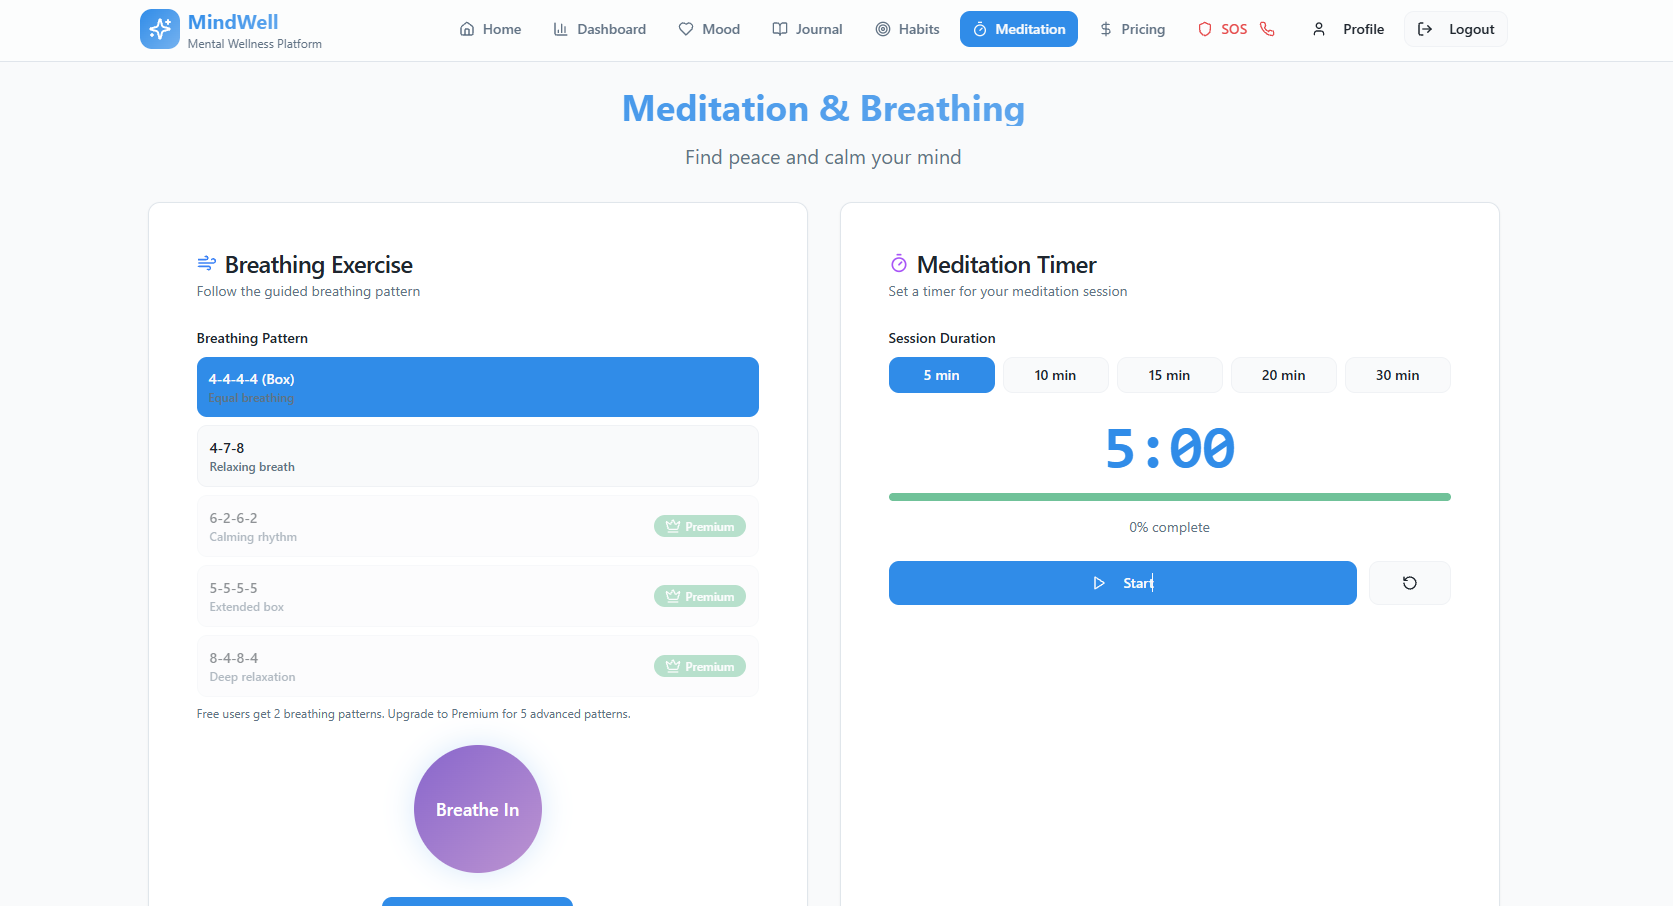 MindWell
Mental Wellness Platform
Home
Dashboard
Mood
Journal
Habits
Meditation
Pricing
SOS
Profile
Logout
Meditation & Breathing
Find peace and calm your mind
Breathing Exercise
Follow the guided breathing pattern
Breathing Pattern
4-4-4-4 (Box)
Equal breathing
4-7-8
Relaxing breath
6-2-6-2
Calming rhythm
Premium
5-5-5-5
Extended box
Premium
8-4-8-4
Deep relaxation
Premium
Free users get 2 breathing patterns. Upgrade to Premium for 5 advanced patterns.
Breathe In
Meditation Timer
Set a timer for your meditation session
Session Duration
5 min
10 min
15 min
20 min
30 min
5:00
0% complete
Start